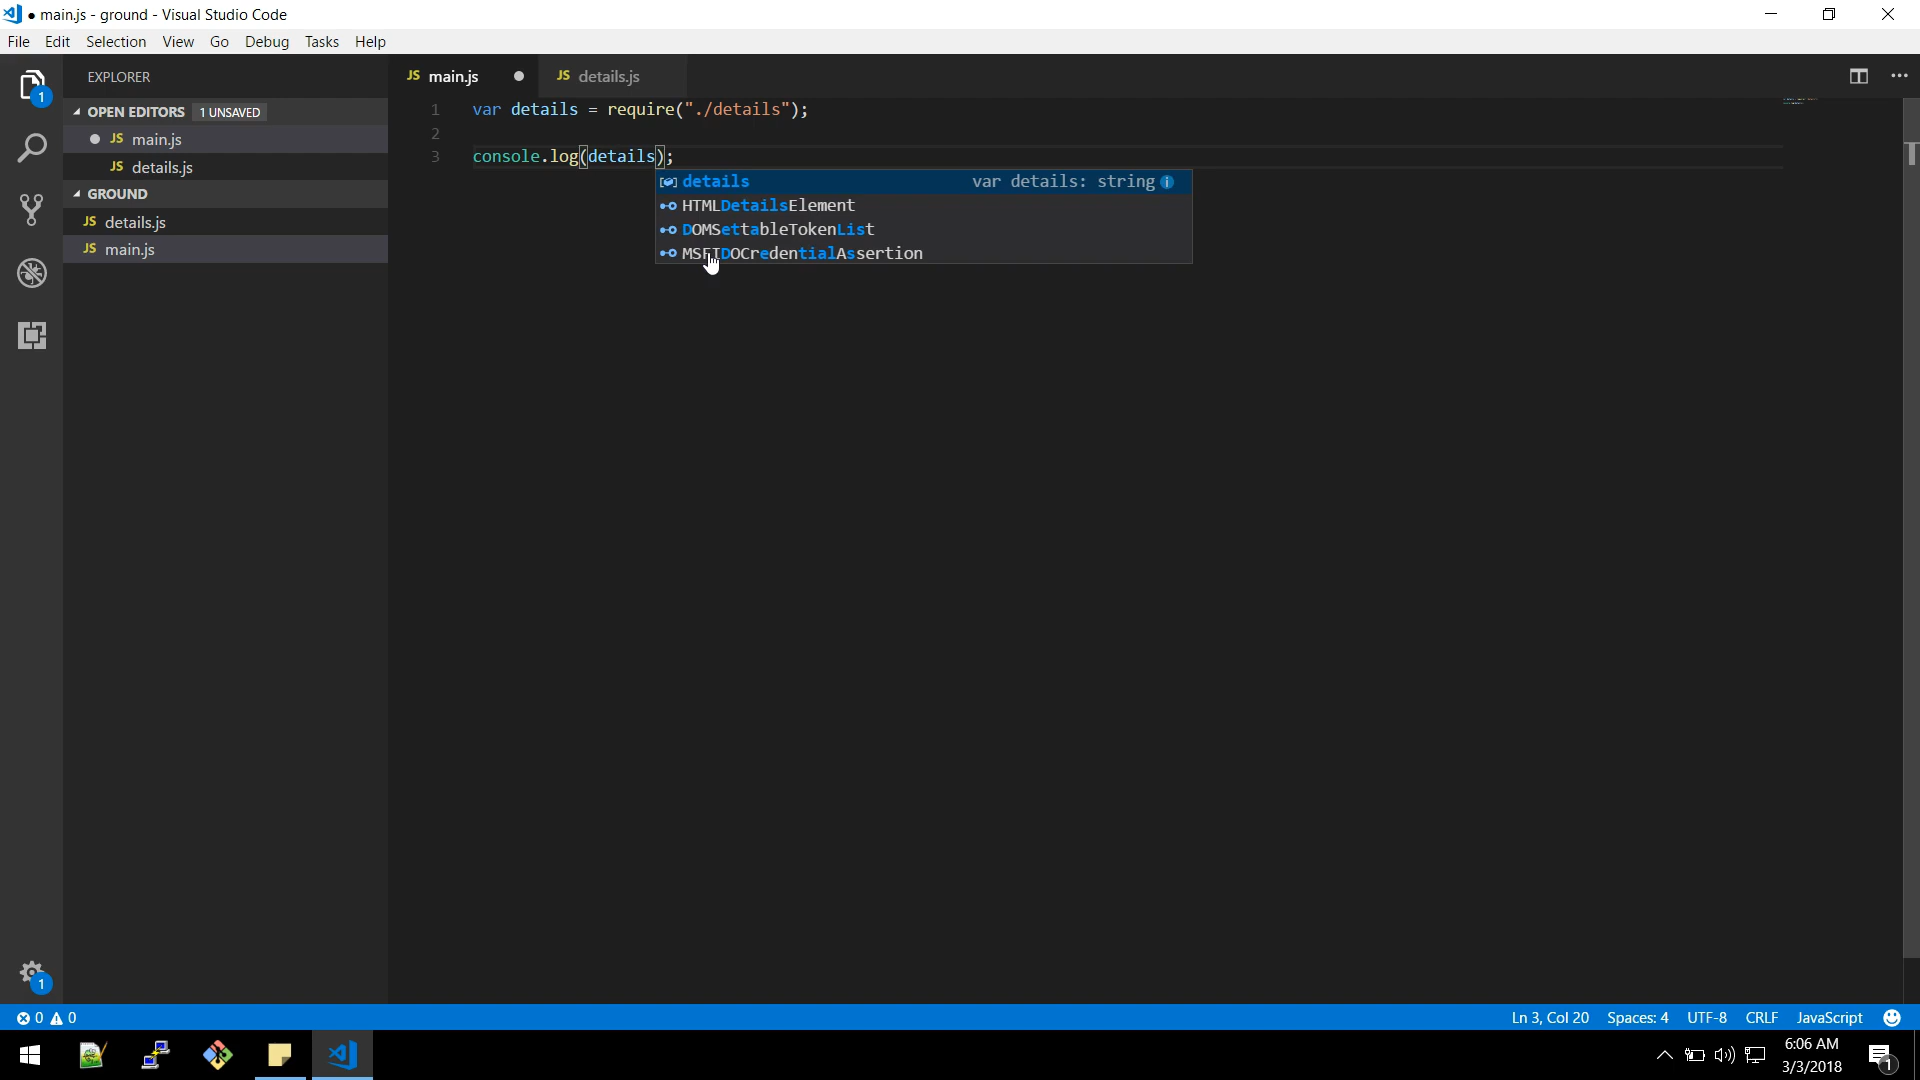 ● main.js - ground - Visual Studio Code
File Edit Selection View Go Debug Tasks Help
EXPLORER
1
OPEN EDITORS 1 UNSAVED
JS main.js
JS details.js
GROUND
JS details.js
JS main.js
JS main.js ● JS details.js
1 var details = require("./details");
2
3 console.log(details);
details var details: string
HTMLDetailsElement
DOMSettableTokenList
MSFIDOCredentialAssertion
1
0 0 Ln 3, Col 20 Spaces: 4 UTF-8 CRLF JavaScript
6:06 AM
3/3/2018
1